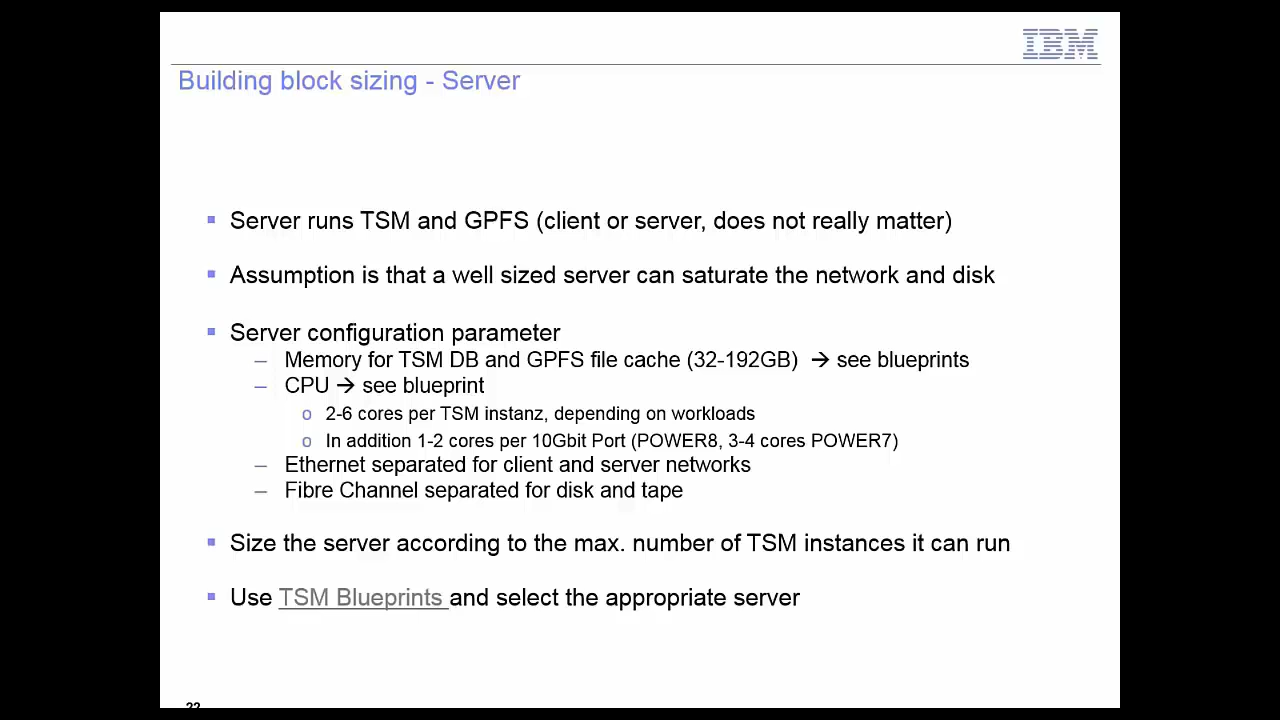 IBM
Building block sizing - Server
▪ Server runs TSM and GPFS (client or server, does not really matter)
▪ Assumption is that a well sized server can saturate the network and disk
▪ Server configuration parameter
– Memory for TSM DB and GPFS file cache (32-192GB) → see blueprints
– CPU → see blueprint
o 2-6 cores per TSM instanz, depending on workloads
o In addition 1-2 cores per 10Gbit Port (POWER8, 3-4 cores POWER7)
– Ethernet separated for client and server networks
– Fibre Channel separated for disk and tape
▪ Size the server according to the max. number of TSM instances it can run
▪ Use TSM Blueprints and select the appropriate server
22